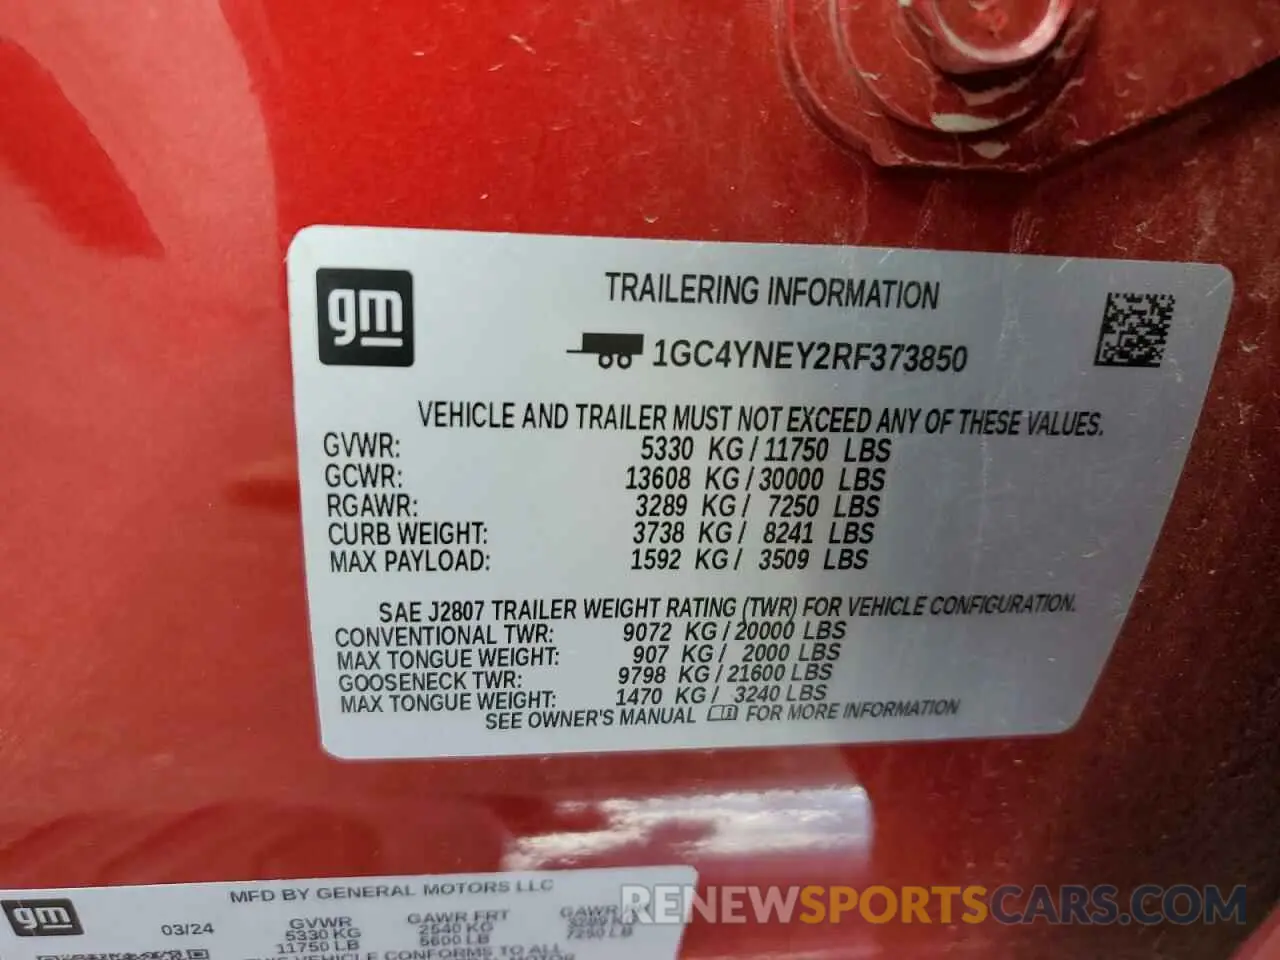 gm
TRAILERING INFORMATION
1GC4YNEY2RF373850
VEHICLE AND TRAILER MUST NOT EXCEED ANY OF THESE VALUES.
GVWR: 5330 KG / 11750 LBS
GCWR: 13608 KG / 30000 LBS
RGAWR: 3289 KG / 7250 LBS
CURB WEIGHT: 3738 KG / 8241 LBS
MAX PAYLOAD: 1592 KG / 3509 LBS
SAE J2807 TRAILER WEIGHT RATING (TWR) FOR VEHICLE CONFIGURATION.
CONVENTIONAL TWR: 9072 KG / 20000 LBS
MAX TONGUE WEIGHT: 907 KG / 2000 LBS
GOOSENECK TWR: 9798 KG / 21600 LBS
MAX TONGUE WEIGHT: 1470 KG / 3240 LBS
SEE OWNER'S MANUAL FOR MORE INFORMATION
gm
MFD BY GENERAL MOTORS LLC
03/24 GVWR GAWR FRT GAWR
5330 KG 2540 KG 3289 KG
11750 LB 5600 LB 7250 LB
THIS VEHICLE CONFORMS TO ALL
MOTOR
RENEWSPORTSCARS.COM